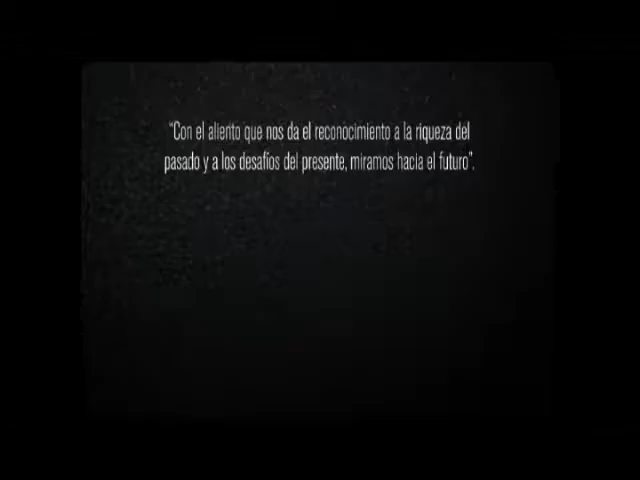 “Con el aliento que nos da el reconocimiento a la riqueza del
pasado y a los desafíos del presente, miramos hacia el futuro”.